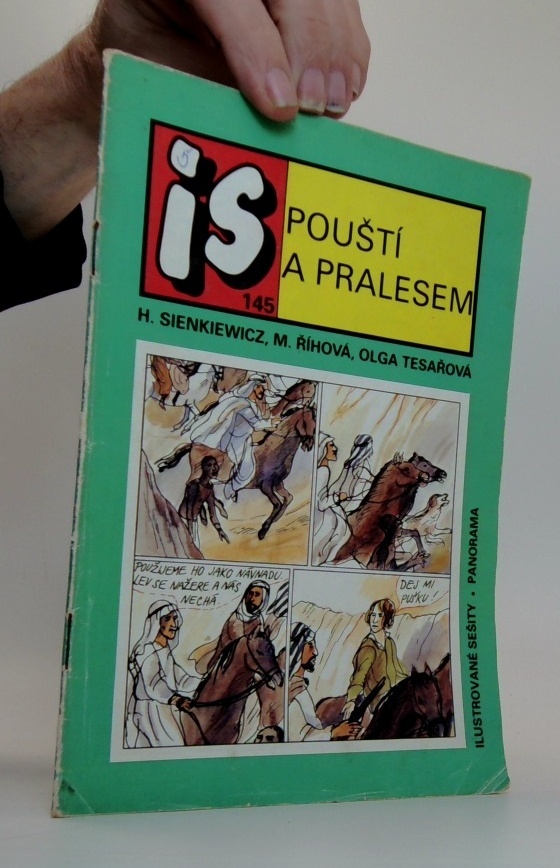 5
iS
145
POUŠTÍ
A PRALESEM
H. SIENKIEWICZ, M. ŘÍHOVÁ, OLGA TESAŘOVÁ
POUŽIJEME HO JAKO NÁVNADU.
LEV SE NAŽERE A NÁS
NECHÁ.
DEJ MI
PUŠKU!
ILUSTROVANÉ SEŠITY • PANORAMA